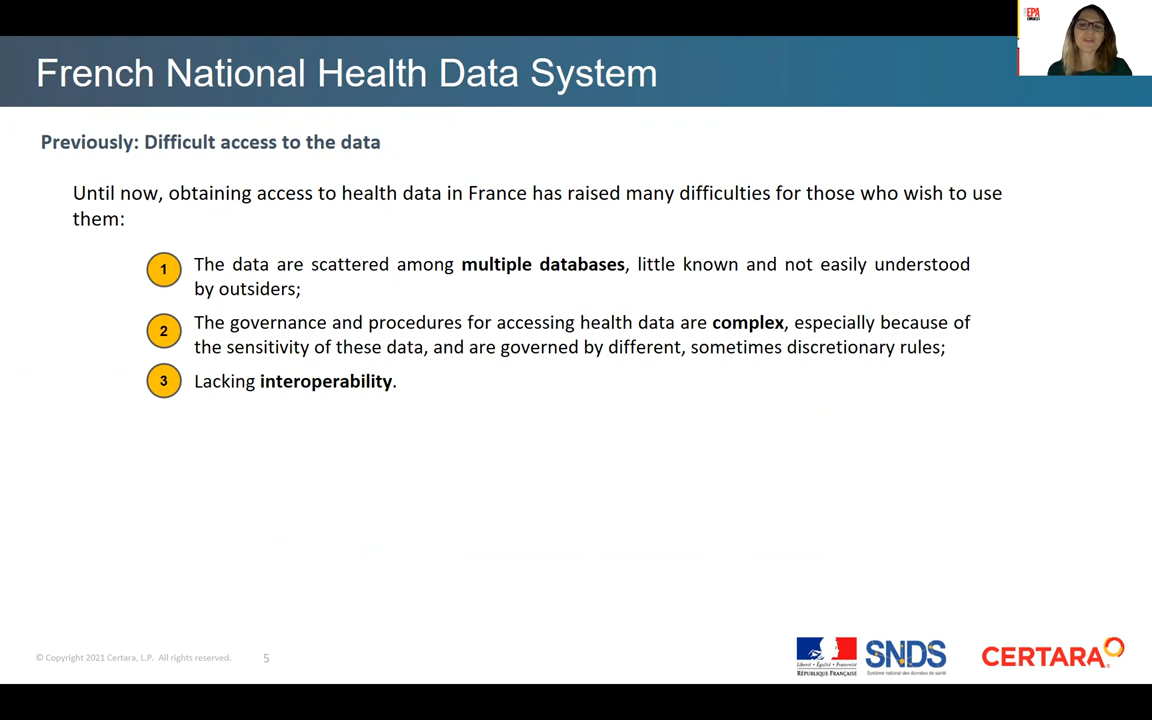 EPA
French National Health Data System
Previously: Difficult access to the data
Until now, obtaining access to health data in France has raised many difficulties for those who wish to use
them:
1 The data are scattered among multiple databases, little known and not easily understood
by outsiders;
2 The governance and procedures for accessing health data are complex, especially because of
the sensitivity of these data, and are governed by different, sometimes discretionary rules;
3 Lacking interoperability.
© Copyright 2021 Certara, L.P. All rights reserved. 5
Liberté • Égalité • Fraternité
RÉPUBLIQUE FRANÇAISE
SNDS
Système national des données de santé
CERTARA